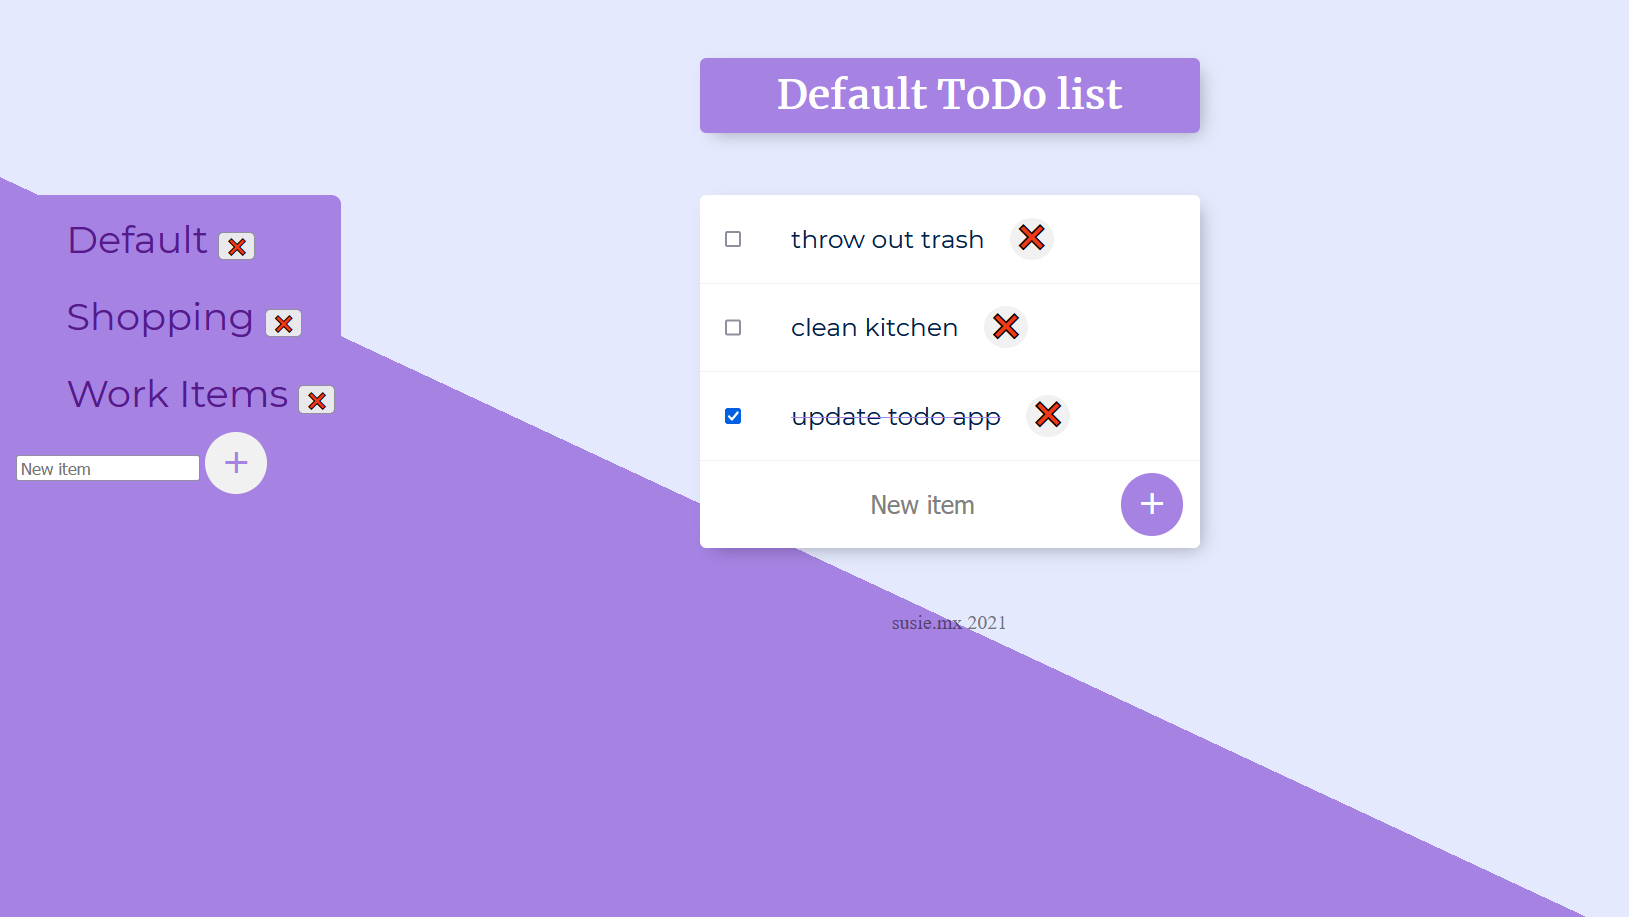 Default ToDo list
Default
Shopping
Work Items
New item
throw out trash
clean kitchen
update todo app
New item
susie.mx 2021